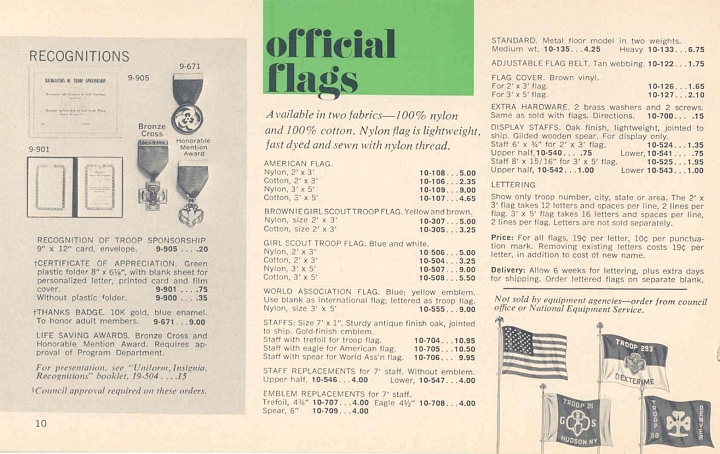 RECOGNITIONS
9-671
9-905
RECOGNITION OF TROOP SPONSORSHIP
Bronze
Cross
Honorable
Mention
Award
9-901
RECOGNITION OF TROOP SPONSORSHIP.
9" x 12" card, envelope. 9-905 .... .20
†CERTIFICATE OF APPRECIATION. Green
plastic folder 8" x 6½", with blank sheet for
personalized letter, printed card and film
cover. 9-901 .... .75
Without plastic folder. 9-900 .... .35
†THANKS BADGE. 10K gold, blue enamel.
To honor adult members. 9-671 ... 9.00
LIFE SAVING AWARDS. Bronze Cross and
Honorable Mention Award. Requires ap-
proval of Program Department.
For presentation, see "Uniform, Insignia,
Recognitions" booklet, 19-504 .... .15
†Council approval required on these orders.
10
official
flags
Available in two fabrics—100% nylon
and 100% cotton. Nylon flag is lightweight,
fast dyed and sewn with nylon thread.
AMERICAN FLAG.
Nylon, 2' x 3' 10-108...5.00
Cotton, 2' x 3' 10-106...2.35
Nylon, 3' x 5' 10-109...9.00
Cotton, 3' x 5' 10-107...4.65
BROWNIE GIRL SCOUT TROOP FLAG. Yellow and brown.
Nylon, size 2' x 3' 10-307...5.00
Cotton size 2' x 3' 10-305...3.25
GIRL SCOUT TROOP FLAG. Blue and white.
Nylon, 2' x 3' 10-506...5.00
Cotton, 2' x 3' 10-504...3.25
Nylon, 3' x 5' 10-507...9.00
Cotton, 3' x 5' 10-508...5.50
WORLD ASSOCIATION FLAG. Blue; yellow emblem.
Use blank as international flag; lettered as troop flag.
Nylon, size 3' x 5' 10-555...9.00
STAFFS: Size 7' x 1". Sturdy antique finish oak, jointed
to ship. Gold-finish emblem.
Staff with trefoil for troop flag. 10-704...10.95
Staff with eagle for American flag. 10-705...10.50
Staff with spear for World Ass'n flag. 10-706... 9.95
STAFF REPLACEMENTS for 7' staff. Without emblem.
Upper half, 10-546...4.00 Lower, 10-547...4.00
EMBLEM REPLACEMENTS for 7' staff.
Trefoil, 4¾" 10-707...4.00 Eagle 4½" 10-708...4.00
Spear, 6" 10-709...4.00
STANDARD. Metal floor model in two weights.
Medium wt. 10-135...4.25 Heavy 10-133...6.75
ADJUSTABLE FLAG BELT. Tan webbing. 10-122...1.75
FLAG COVER. Brown vinyl.
For 2' x 3' flag. 10-126...1.65
For 3' x 5' flag. 10-127...2.10
EXTRA HARDWARE. 2 brass washers and 2 screws.
Same as sold with flags. Directions. 10-700 ... .15
DISPLAY STAFFS. Oak finish, lightweight, jointed to
ship. Gilded wooden spear. For display only.
Staff 6' x ¾" for 2' x 3' flag. 10-524...1.35
Upper half, 10-540 ... .75 Lower, 10-541... .75
Staff 8' x 15/16" for 3' x 5' flag. 10-525...1.95
Upper half, 10-542...1.00 Lower 10-543...1.00
LETTERING
Show only troop number, city, state or area. The 2' x
3' flag takes 12 letters and spaces per line, 2 lines per
flag. 3' x 5' flag takes 16 letters and spaces per line,
2 lines per flag. Letters are not sold separately.
Price: For all flags, 19¢ per letter, 10¢ per punctua-
tion mark. Removing existing letters costs 19¢ per
letter, in addition to cost of new name.
Delivery: Allow 6 weeks for lettering, plus extra days
for shipping. Order lettered flags on separate blank.
Not sold by equipment agencies—order from council
office or National Equipment Service.
TROOP 293
DEXTER ME
TROOP 21
G S
HUDSON NY
TROOP 38
DENVER